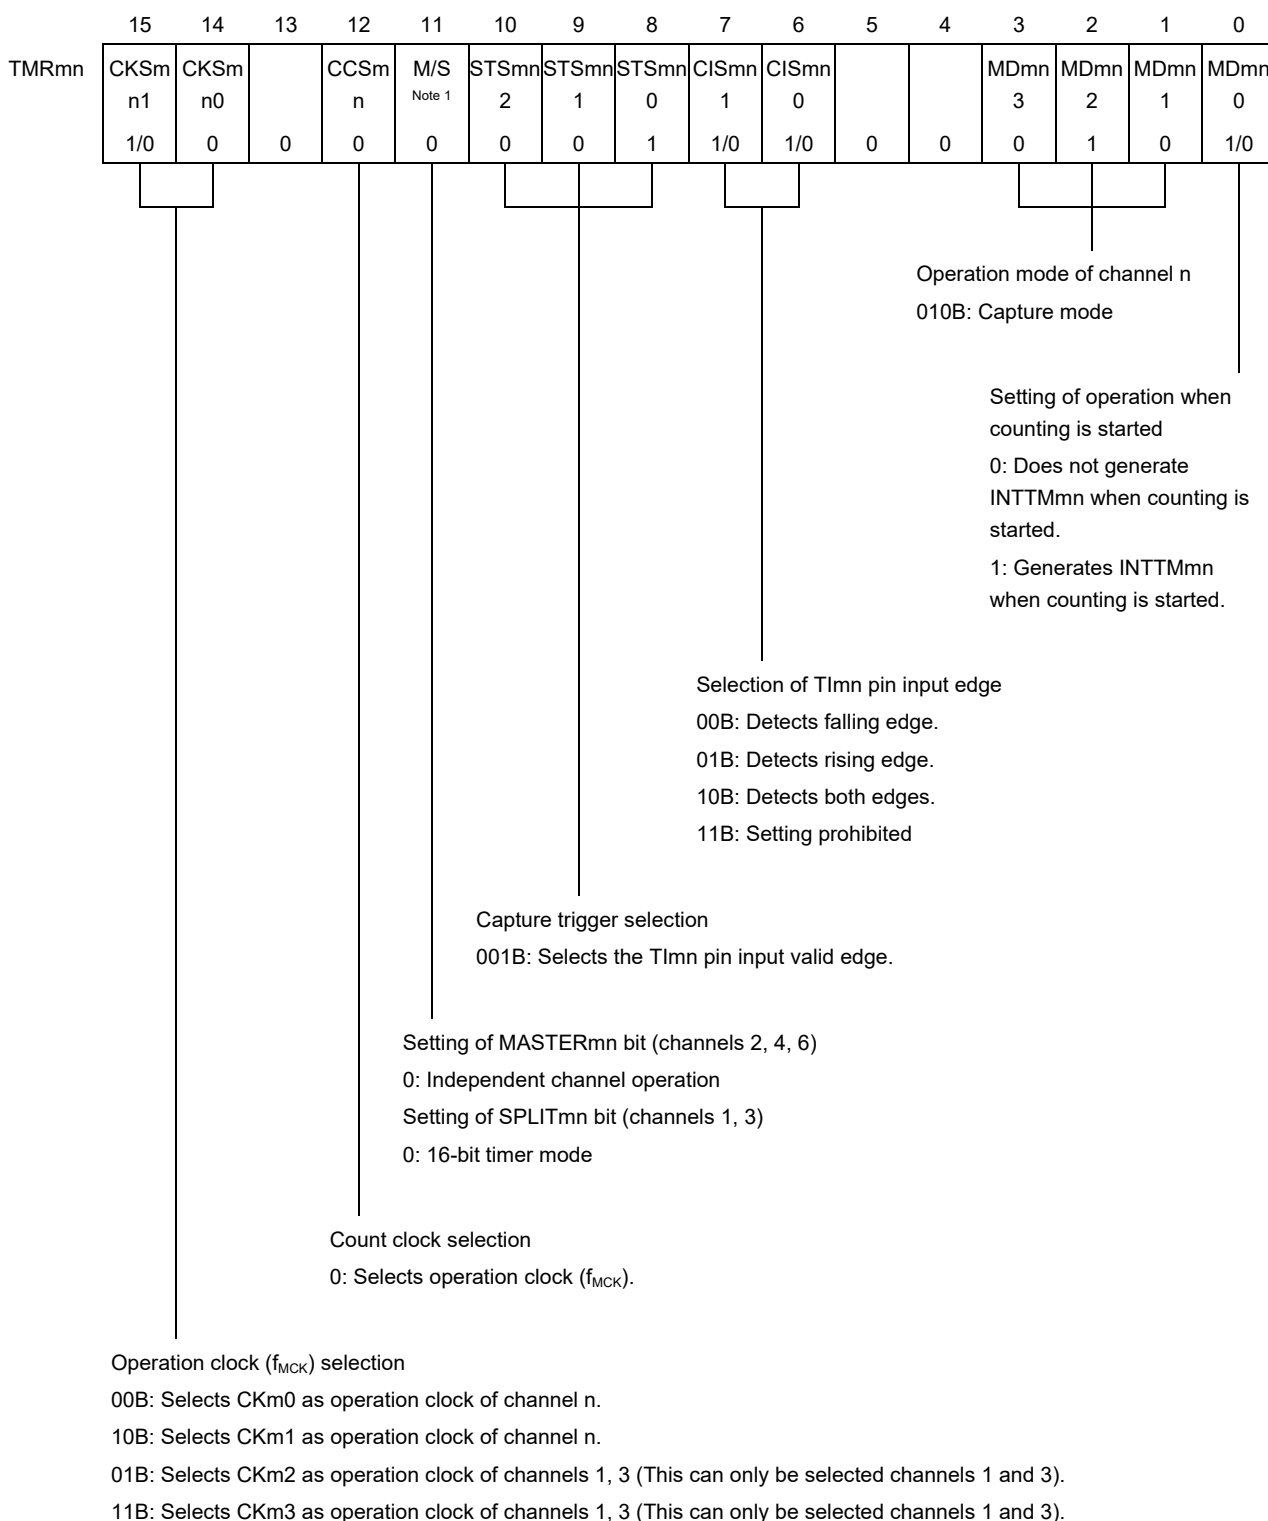 15 14 13 12 11 10 9 8 7 6 5 4 3 2 1 0
TMRmn CKSm CKSm CCSm M/S STSmn STSmn STSmn CISmn CISmn MDmn MDmn MDmn MDmn
n1 n0 n Note 1 2 1 0 1 0 3 2 1 0
1/0 0 0 0 0 0 0 1 1/0 1/0 0 0 0 1 0 1/0
Operation mode of channel n
010B: Capture mode
Setting of operation when
counting is started
0: Does not generate
INTTMmn when counting is
started.
1: Generates INTTMmn
when counting is started.
Selection of TImn pin input edge
00B: Detects falling edge.
01B: Detects rising edge.
10B: Detects both edges.
11B: Setting prohibited
Capture trigger selection
001B: Selects the TImn pin input valid edge.
Setting of MASTERmn bit (channels 2, 4, 6)
0: Independent channel operation
Setting of SPLITmn bit (channels 1, 3)
0: 16-bit timer mode
Count clock selection
0: Selects operation clock (fMCK).
Operation clock (fMCK) selection
00B: Selects CKm0 as operation clock of channel n.
10B: Selects CKm1 as operation clock of channel n.
01B: Selects CKm2 as operation clock of channels 1, 3 (This can only be selected channels 1 and 3).
11B: Selects CKm3 as operation clock of channels 1, 3 (This can only be selected channels 1 and 3).